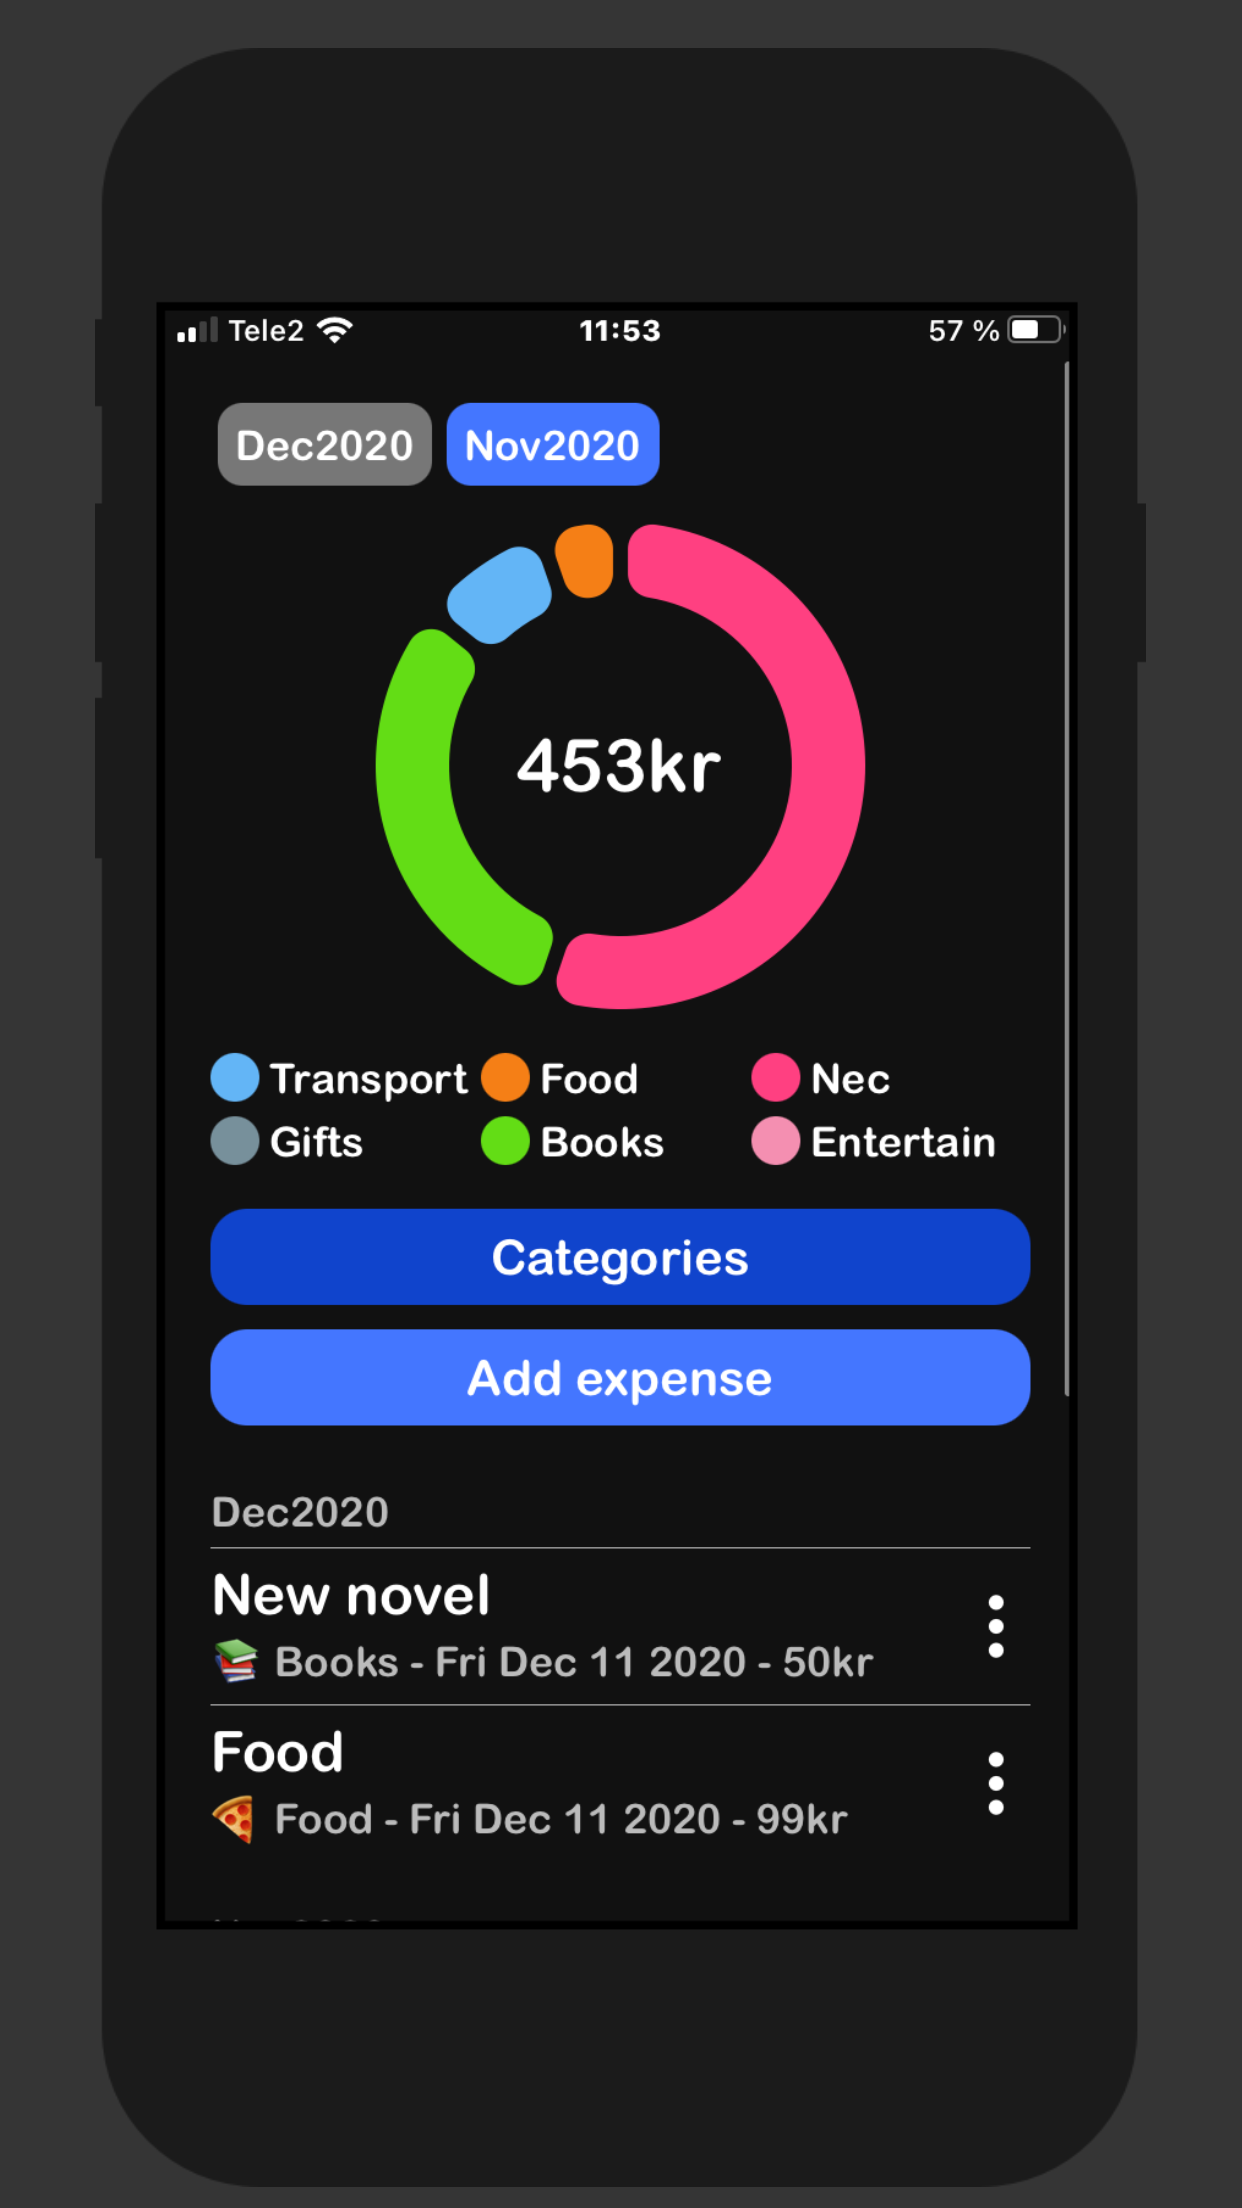 Tele2 11:53 57 %
Dec2020 Nov2020
453kr
Transport Food Nec
Gifts Books Entertain
Categories
Add expense
Dec2020
New novel
Books - Fri Dec 11 2020 - 50kr
Food
Food - Fri Dec 11 2020 - 99kr